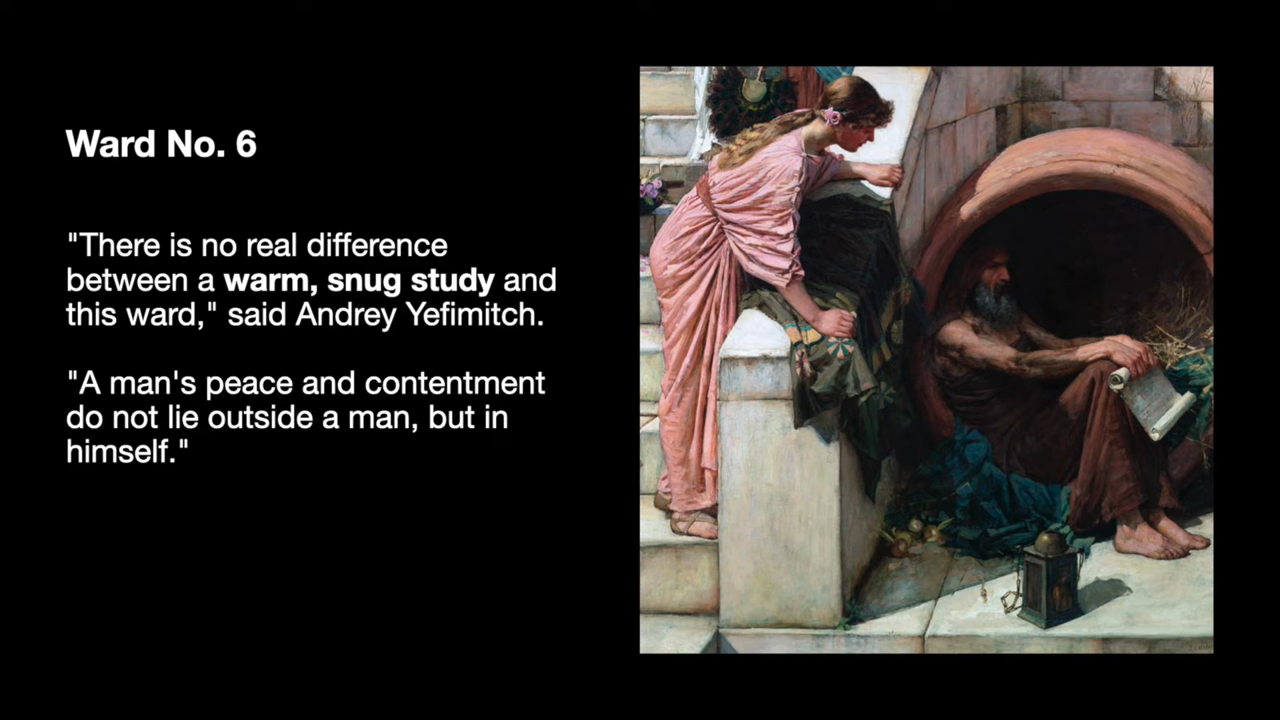 Ward No. 6
"There is no real difference
between a warm, snug study and
this ward," said Andrey Yefimitch.
"A man's peace and contentment
do not lie outside a man, but in
himself."